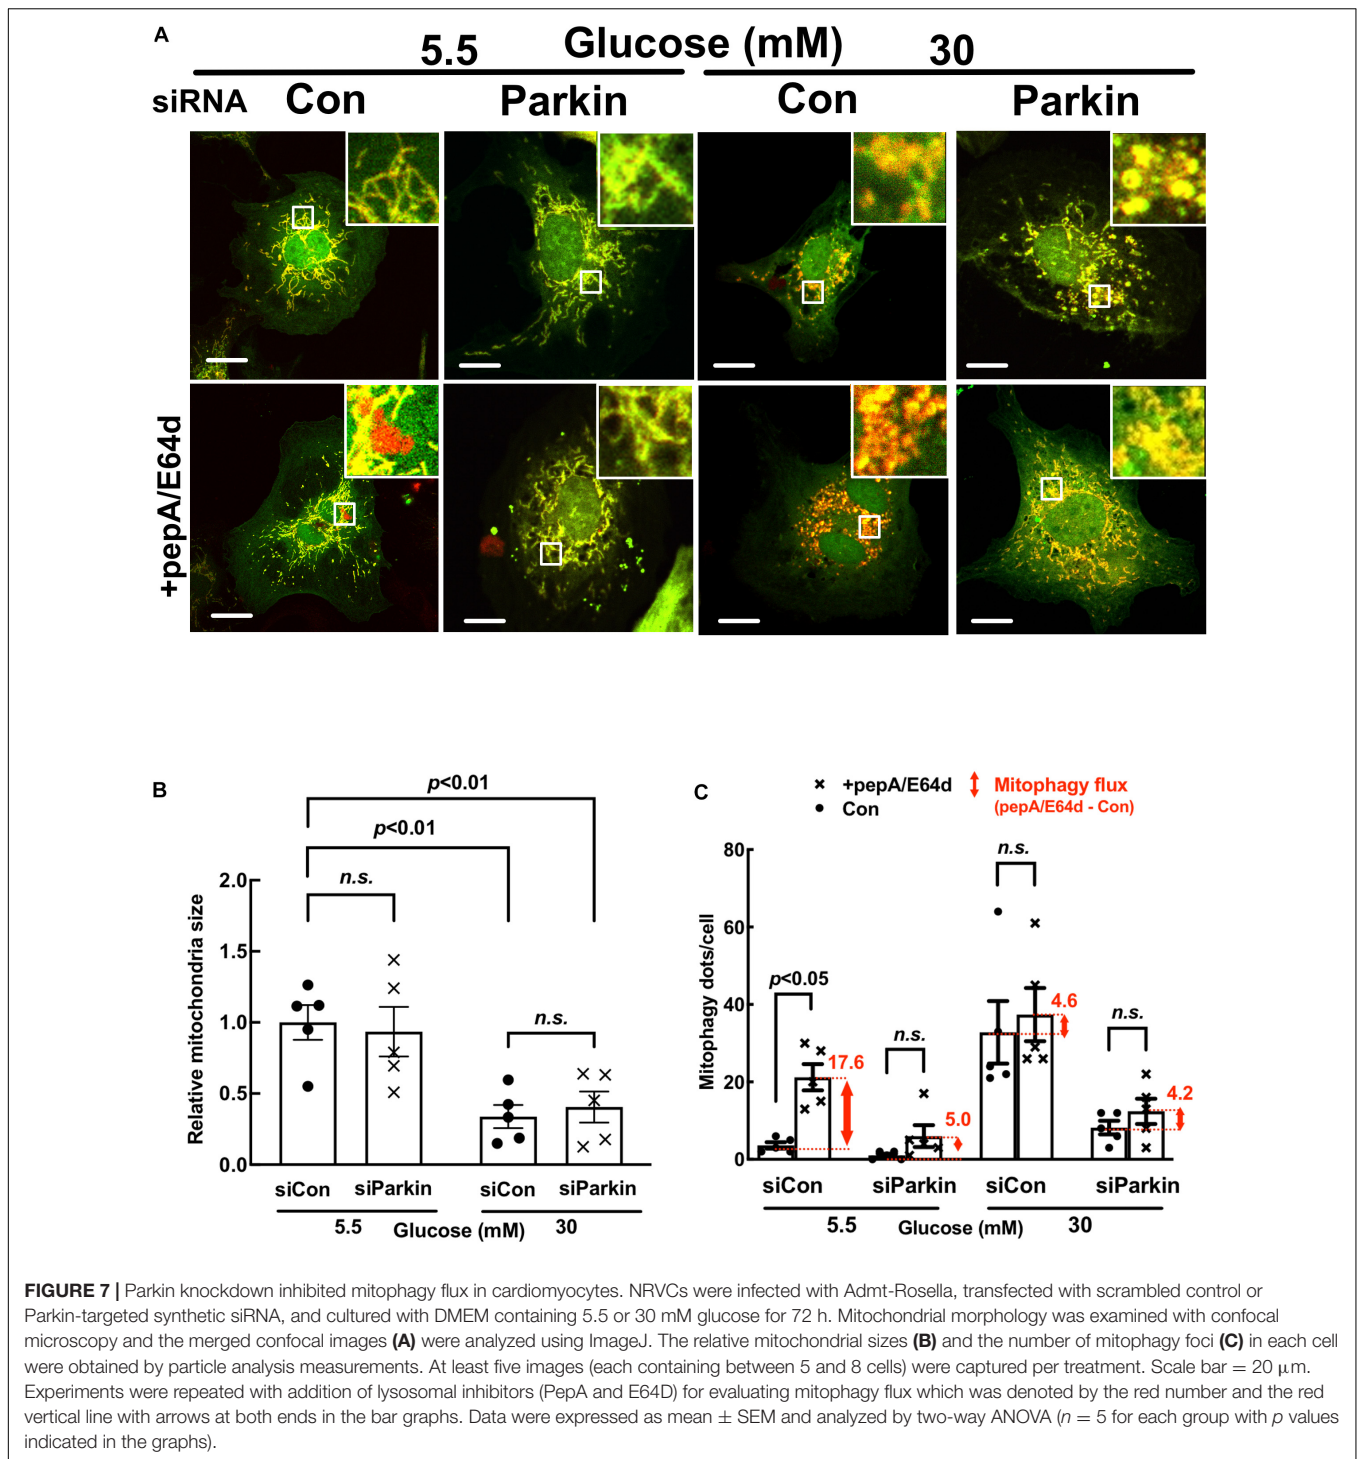 A
Glucose (mM)
5.5
30
siRNA
Con
Parkin
Con
Parkin
+pepA/E64d
B
p<0.01
p<0.01
n.s.
n.s.
Relative mitochondria size
2.0
1.5
1.0
0.5
0.0
siCon
siParkin
siCon
siParkin
5.5
Glucose (mM)
30
C
+pepA/E64d
Con
Mitophagy flux
(pepA/E64d - Con)
Mitophagy dots/cell
80
60
40
20
0
p<0.05
n.s.
n.s.
n.s.
17.6
5.0
4.6
4.2
siCon
siParkin
siCon
siParkin
5.5
Glucose (mM)
30
FIGURE 7 | Parkin knockdown inhibited mitophagy flux in cardiomyocytes. NRVCs were infected with Admt-Rosella, transfected with scrambled control or
Parkin-targeted synthetic siRNA, and cultured with DMEM containing 5.5 or 30 mM glucose for 72 h. Mitochondrial morphology was examined with confocal
microscopy and the merged confocal images (A) were analyzed using ImageJ. The relative mitochondrial sizes (B) and the number of mitophagy foci (C) in each cell
were obtained by particle analysis measurements. At least five images (each containing between 5 and 8 cells) were captured per treatment. Scale bar = 20 μm.
Experiments were repeated with addition of lysosomal inhibitors (PepA and E64D) for evaluating mitophagy flux which was denoted by the red number and the red
vertical line with arrows at both ends in the bar graphs. Data were expressed as mean ± SEM and analyzed by two-way ANOVA (n = 5 for each group with p values
indicated in the graphs).